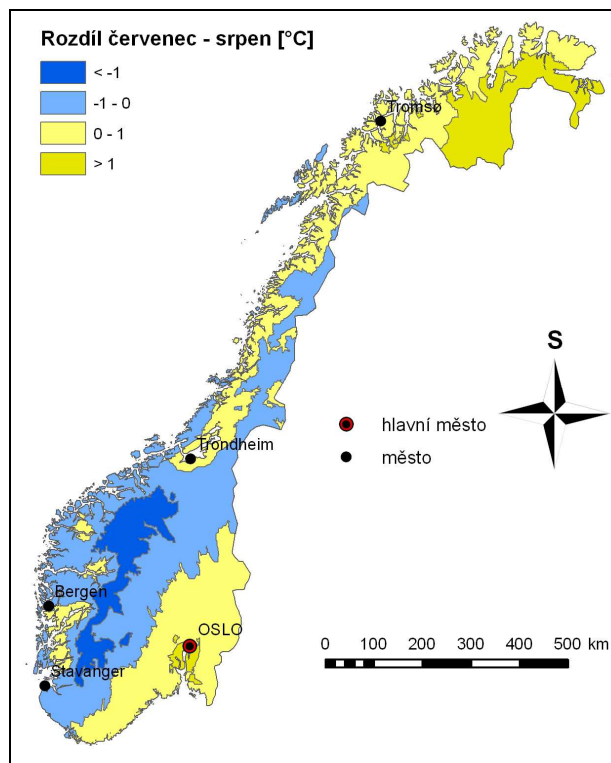 Rozdíl červenec - srpen [°C]
< -1
-1 - 0
0 - 1
> 1
Tromsø
S
hlavní město
město
Trondheim
Bergen
OSLO
Stavanger
0 100 200 300 400 500 km